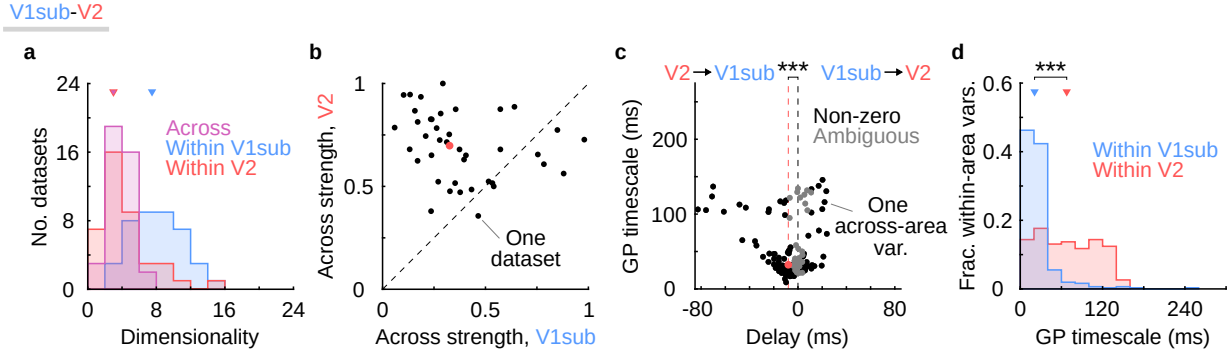 V1sub-V2
a
24
16
8
0
No. datasets
Across
Within V1sub
Within V2
0 8 16 24
Dimensionality
b
1
0.5
0
Across strength, V2
One
dataset
0 0.5 1
Across strength, V1sub
c
V2→V1sub
***
V1sub→V2
Non-zero
Ambiguous
200
100
0
GP timescale (ms)
One
across-area
var.
-80 0 80
Delay (ms)
d
***
0.6
0.4
0.2
0
Frac. within-area vars.
Within V1sub
Within V2
0 120 240
GP timescale (ms)